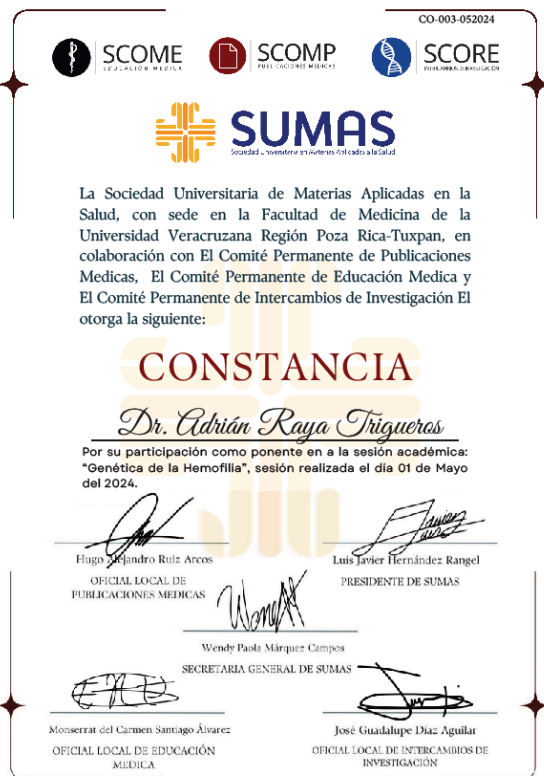 CO-003-052024
SCOME
EDUCACIÓN MEDICA
SCOMP
PUBLICACIONES MEDICAS
SCORE
INTERCAMBIOS DE INVESTIGACIÓN
SUMAS
Sociedad Universitaria en Materias Aplicadas a la Salud
La Sociedad Universitaria de Materias Aplicadas en la
Salud, con sede en la Facultad de Medicina de la
Universidad Veracruzana Región Poza Rica-Tuxpan, en
colaboración con El Comité Permanente de Publicaciones
Medicas, El Comité Permanente de Educación Medica y
El Comité Permanente de Intercambios de Investigación El
otorga la siguiente:
CONSTANCIA
Dr. Adrián Raya Trigueros
Por su participación como ponente en a la sesión académica:
"Genética de la Hemofilia", sesión realizada el día 01 de Mayo
del 2024.
Hugo Alejandro Ruiz Arcos
OFICIAL LOCAL DE
PUBLICACIONES MEDICAS
Luis Javier Hernández Rangel
PRESIDENTE DE SUMAS
Wendy Paola Márquez Campos
SECRETARIA GENERAL DE SUMAS
Monserrat del Carmen Santiago Álvarez
OFICIAL LOCAL DE EDUCACIÓN
MEDICA
José Guadalupe Díaz Aguilar
OFICIAL LOCAL DE INTERCAMBIOS DE
INVESTIGACIÓN